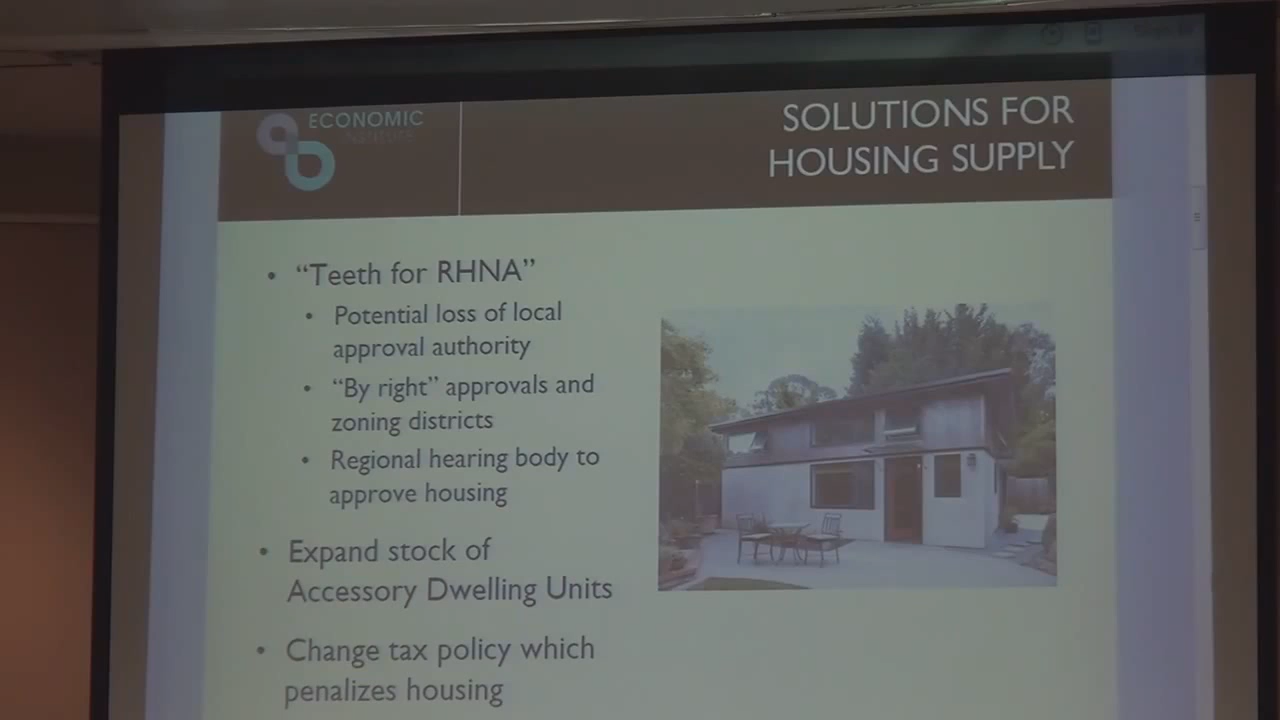 ECONOMIC
INSTITUTE
SOLUTIONS FOR
HOUSING SUPPLY
• “Teeth for RHNA”
• Potential loss of local
approval authority
• “By right” approvals and
zoning districts
• Regional hearing body to
approve housing
• Expand stock of
Accessory Dwelling Units
• Change tax policy which
penalizes housing